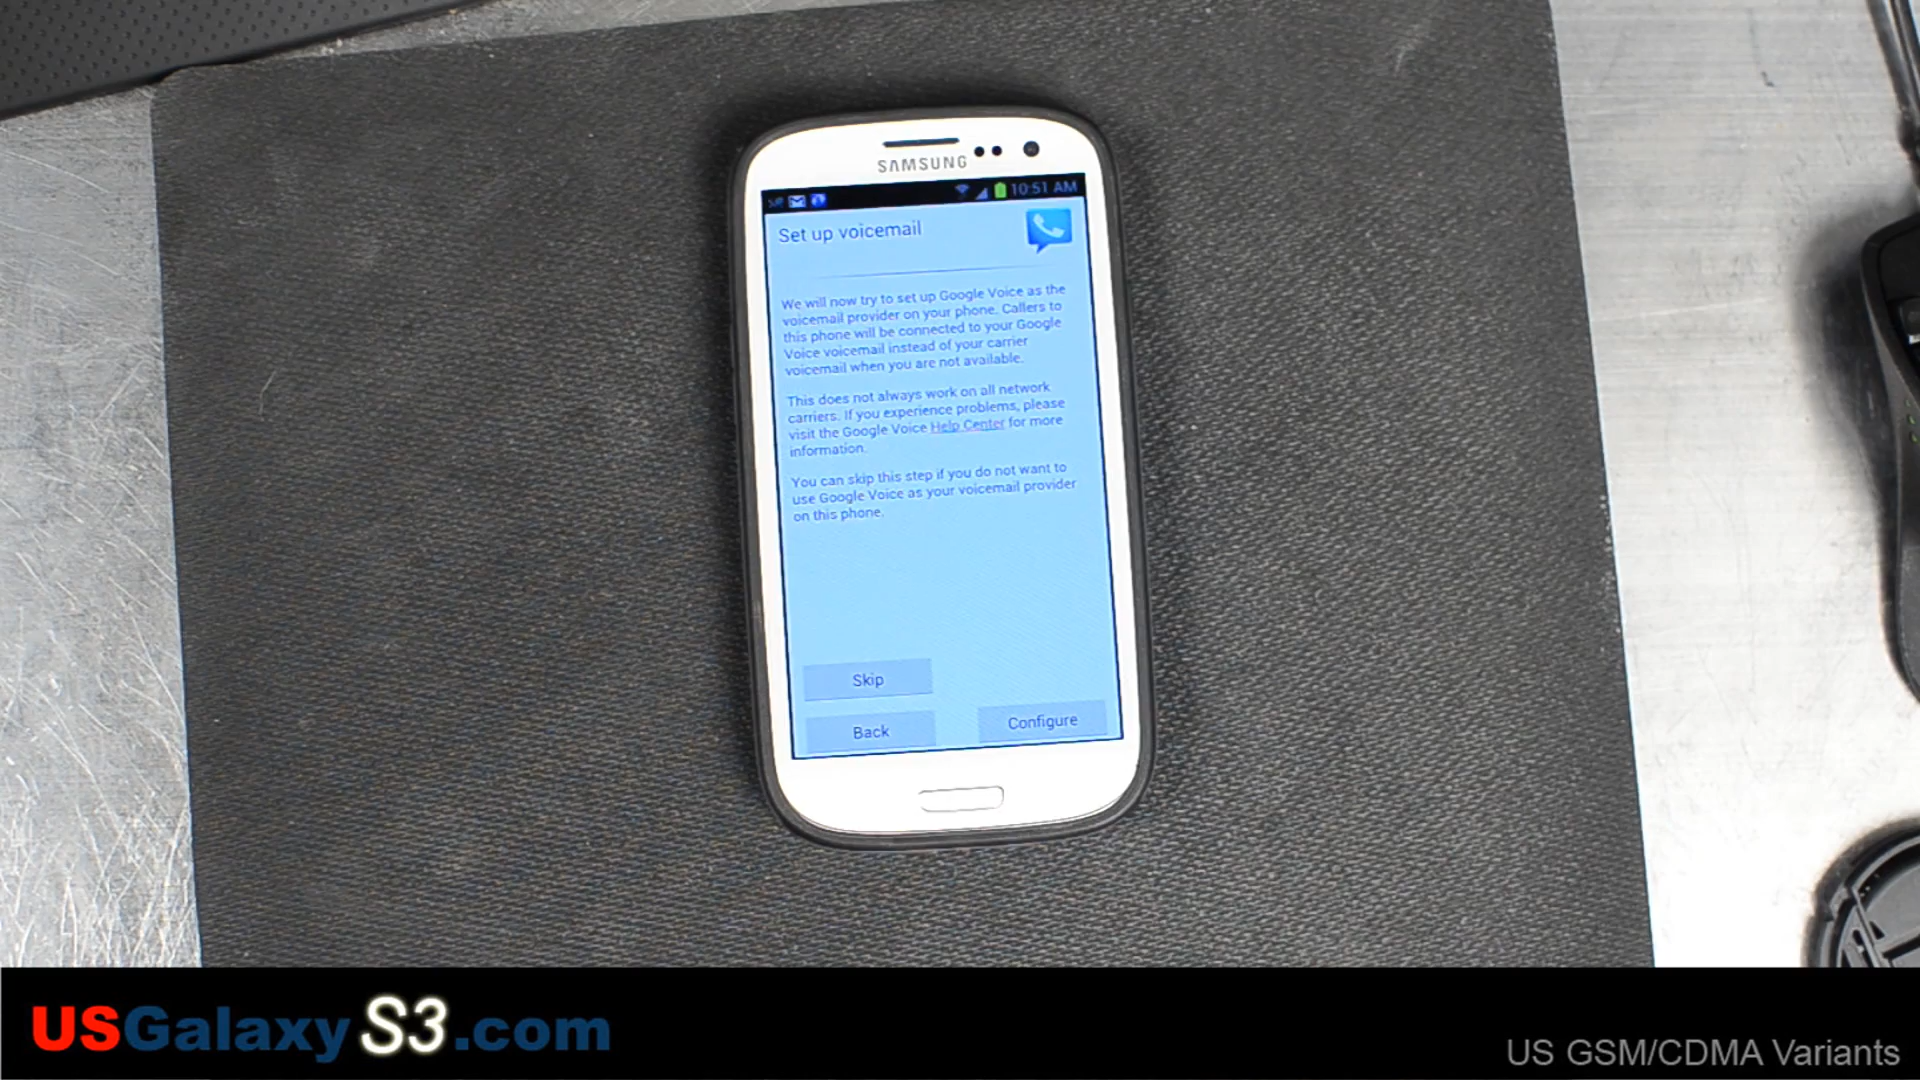 SAMSUNG
10:51 AM
Set up voicemail
We will now try to set up Google Voice as the
voicemail provider on your phone. Callers to
this phone will be connected to your Google
Voice voicemail instead of your carrier
voicemail when you are not available.
This does not always work on all network
carriers. If you experience problems, please
visit the Google Voice Help Center for more
information.
You can skip this step if you do not want to
use Google Voice as your voicemail provider
on this phone.
Skip
Back
Configure
USGalaxyS3.com
US GSM/CDMA Variants